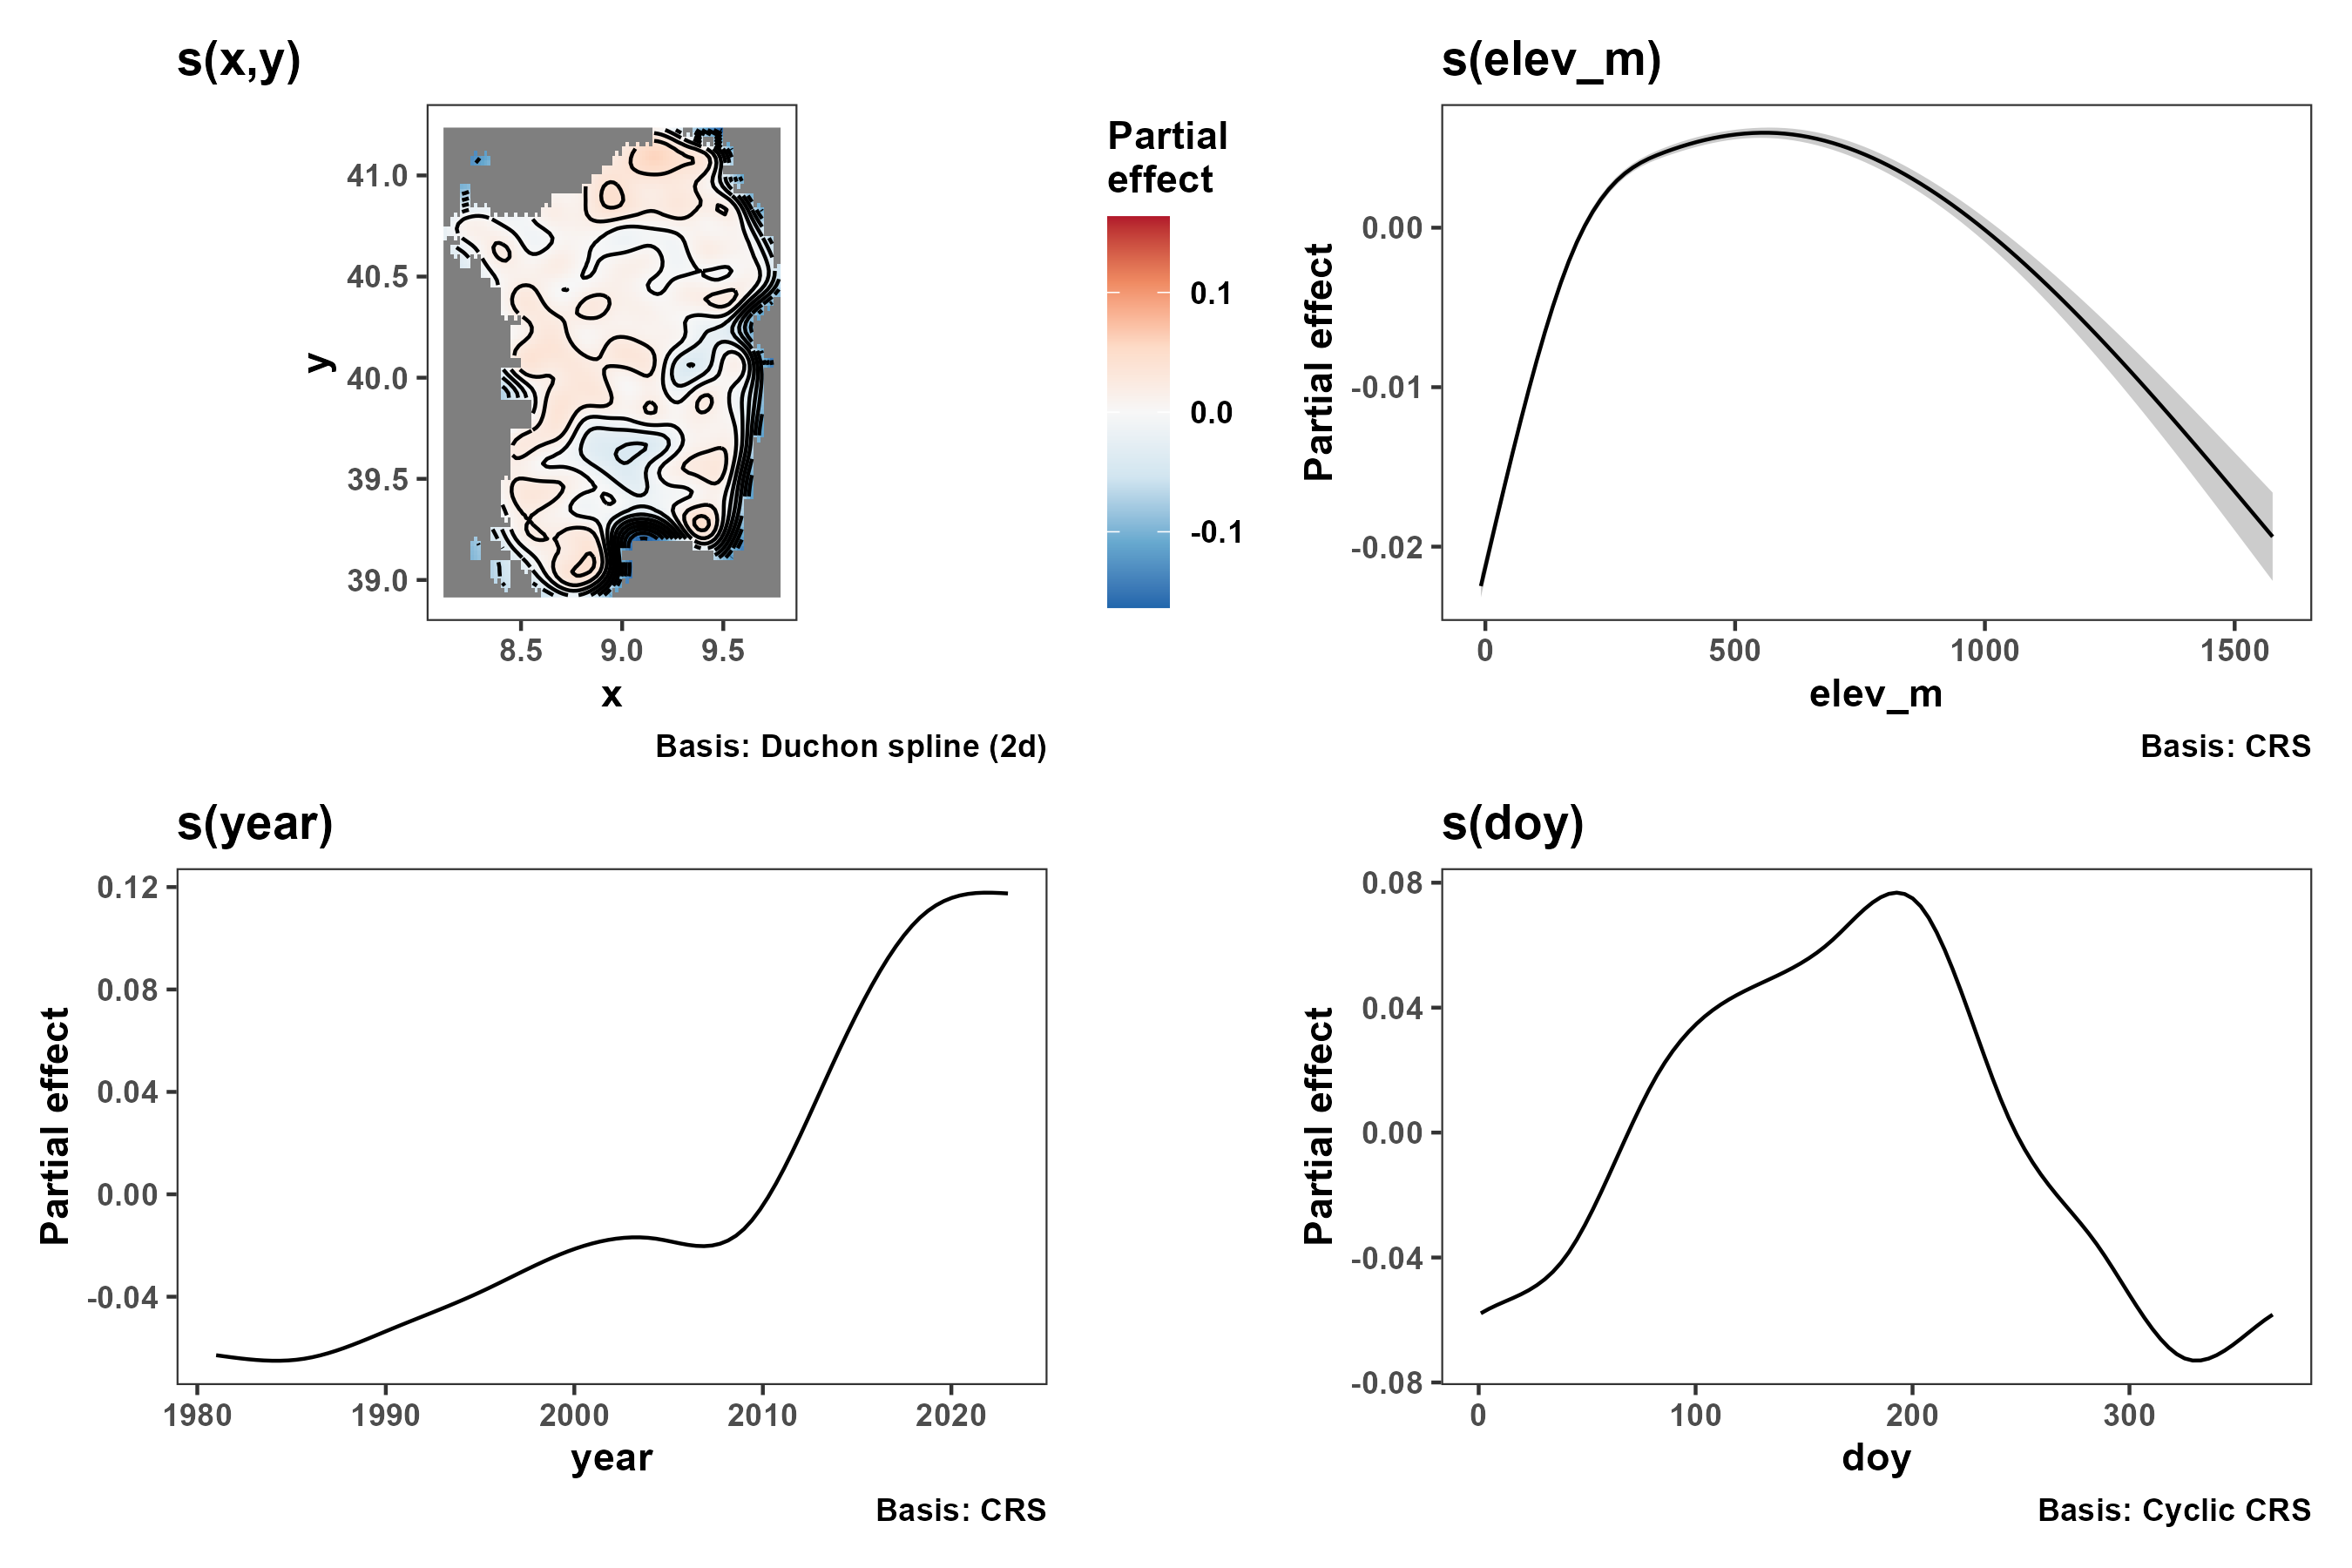 s(x,y)
y
41.0
40.5
40.0
39.5
39.0
8.5 9.0 9.5
x
Basis: Duchon spline (2d)
Partial
effect
0.1
0.0
-0.1
s(elev_m)
Partial effect
0.00
-0.01
-0.02
0 500 1000 1500
elev_m
Basis: CRS
s(year)
Partial effect
0.12
0.08
0.04
0.00
-0.04
1980 1990 2000 2010 2020
year
Basis: CRS
s(doy)
Partial effect
0.08
0.04
0.00
-0.04
-0.08
0 100 200 300
doy
Basis: Cyclic CRS